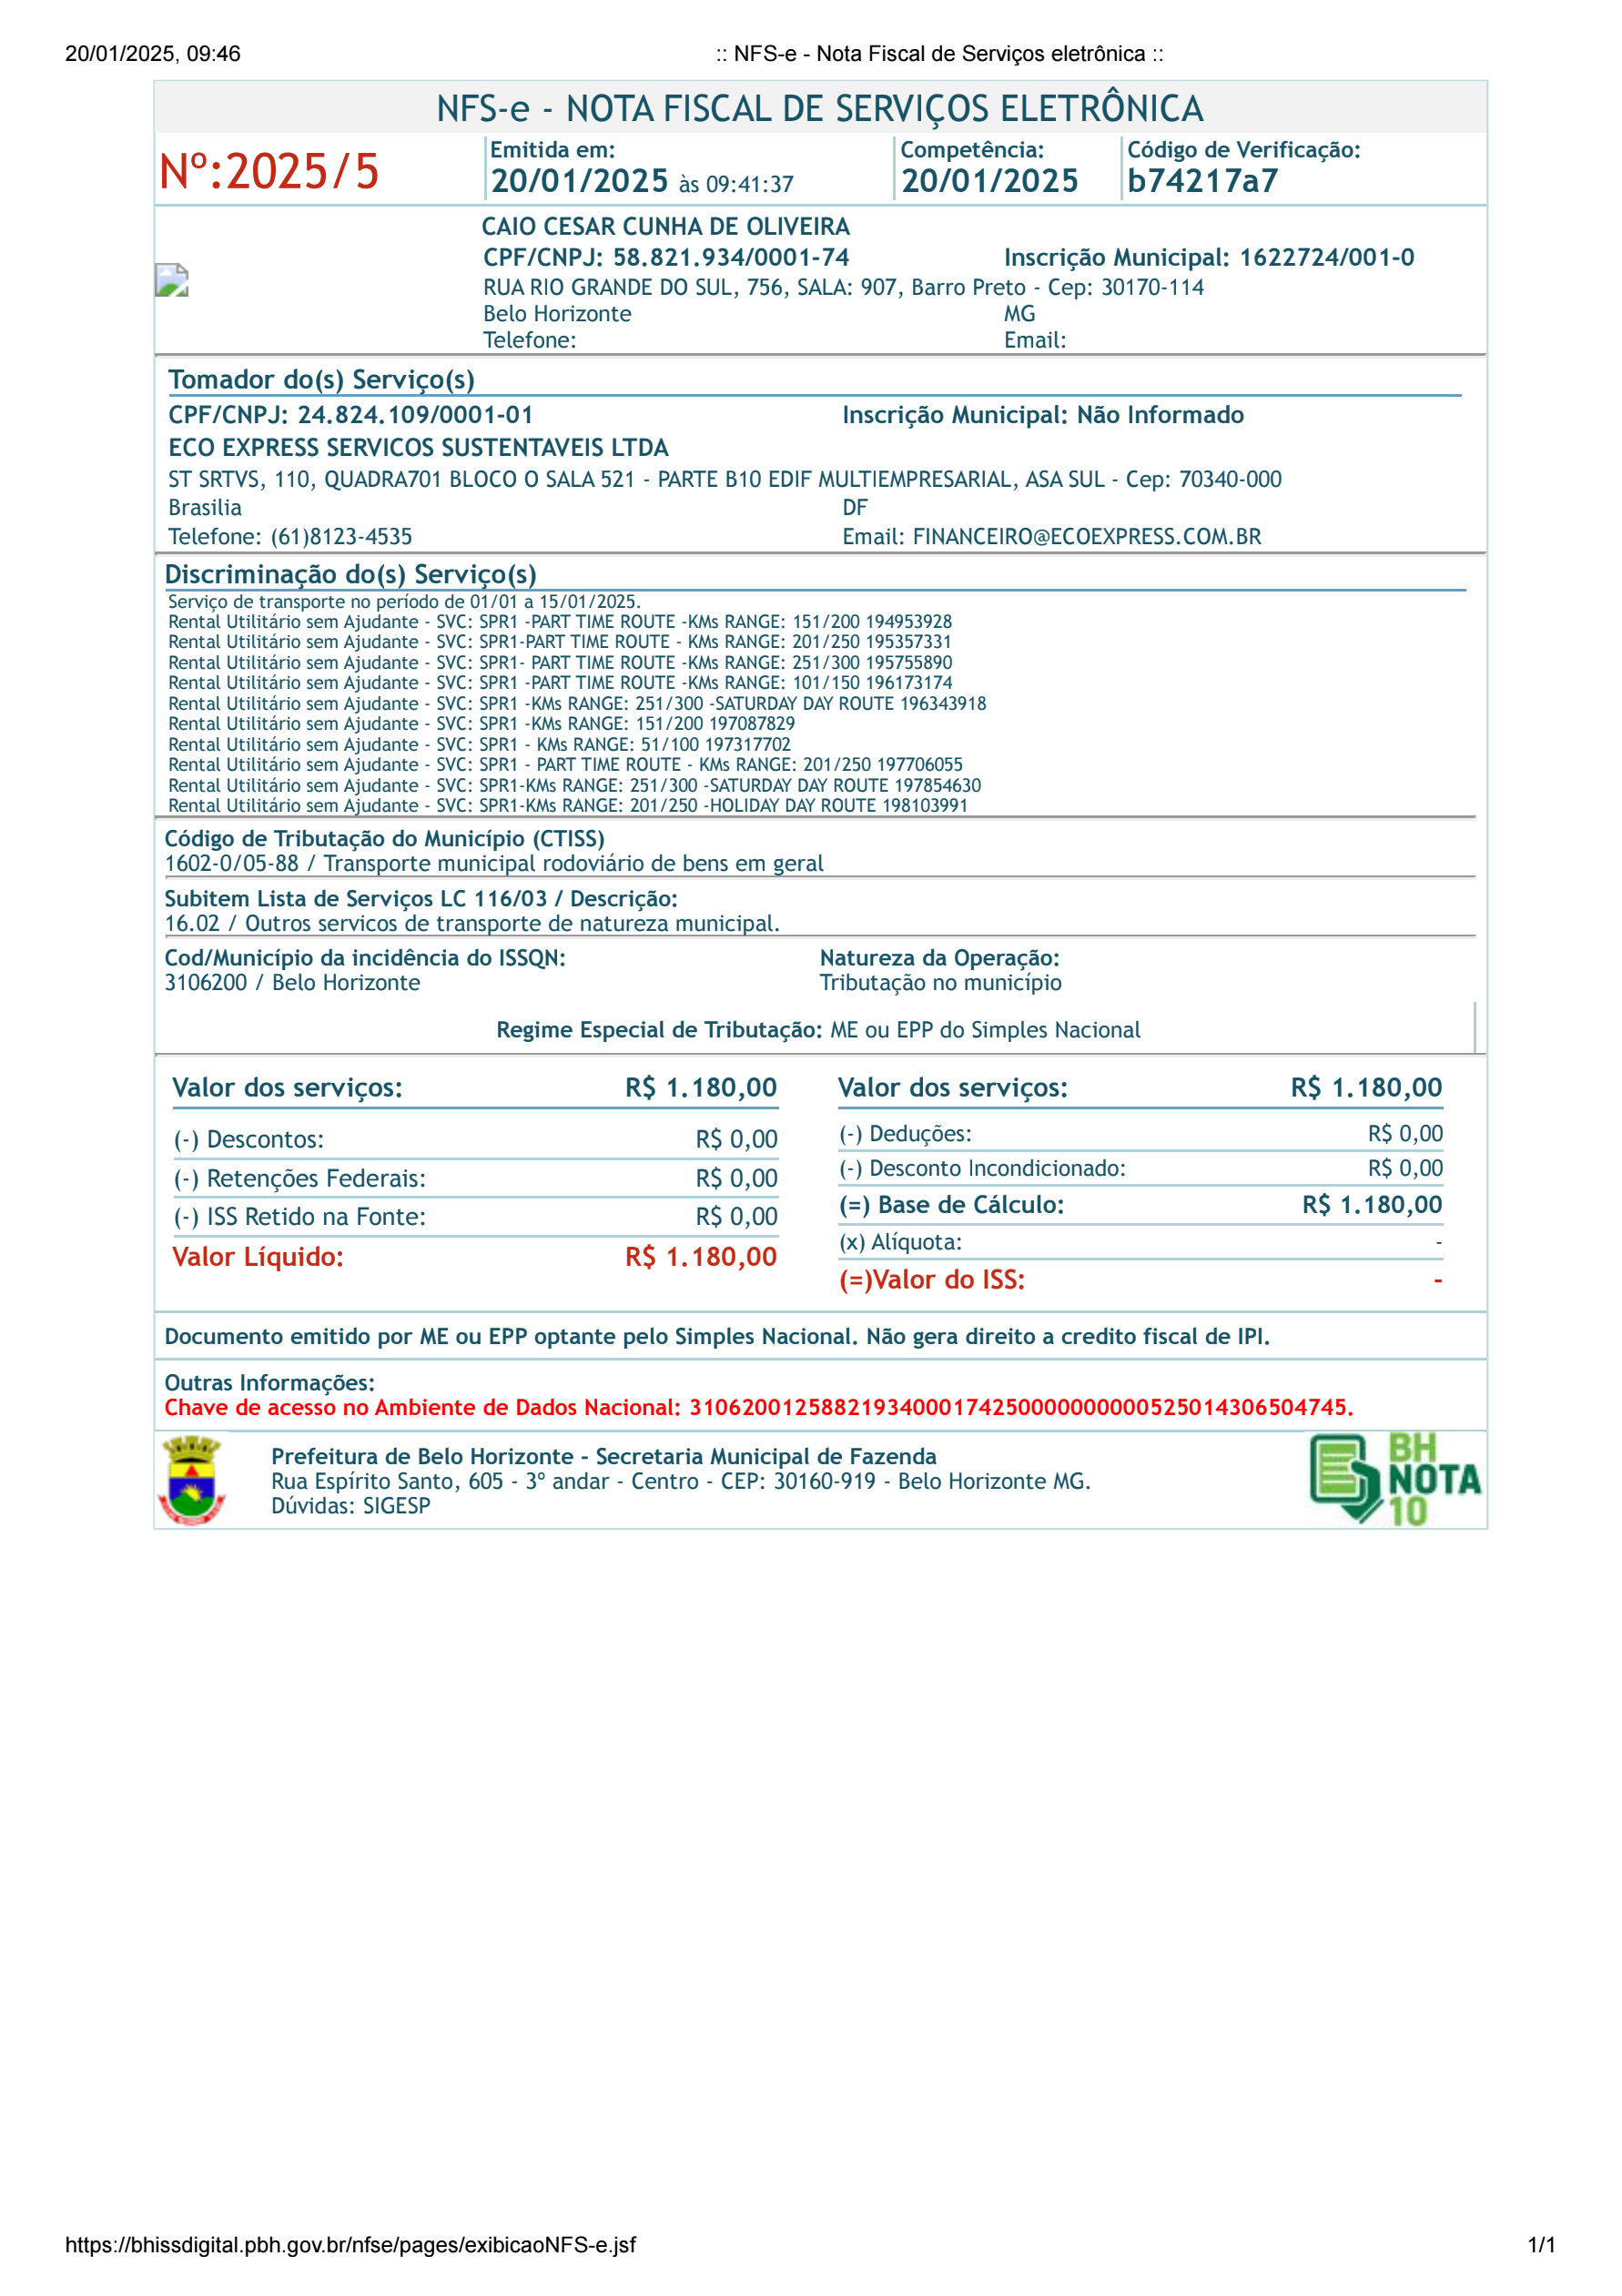 20/01/2025, 09:46 :: NFS-e - Nota Fiscal de Serviços eletrônica ::
NFS-e - NOTA FISCAL DE SERVIÇOS ELETRÔNICA
Nº:2025/5
Emitida em:
20/01/2025 às 09:41:37
Competência:
20/01/2025
Código de Verificação:
b74217a7
CAIO CESAR CUNHA DE OLIVEIRA
CPF/CNPJ: 58.821.934/0001-74 Inscrição Municipal: 1622724/001-0
RUA RIO GRANDE DO SUL, 756, SALA: 907, Barro Preto - Cep: 30170-114
Belo Horizonte MG
Telefone: Email:
Tomador do(s) Serviço(s)
CPF/CNPJ: 24.824.109/0001-01 Inscrição Municipal: Não Informado
ECO EXPRESS SERVICOS SUSTENTAVEIS LTDA
ST SRTVS, 110, QUADRA701 BLOCO O SALA 521 - PARTE B10 EDIF MULTIEMPRESARIAL, ASA SUL - Cep: 70340-000
Brasilia DF
Telefone: (61)8123-4535 Email: FINANCEIRO@ECOEXPRESS.COM.BR
Discriminação do(s) Serviço(s)
Serviço de transporte no período de 01/01 a 15/01/2025.
Rental Utilitário sem Ajudante - SVC: SPR1 -PART TIME ROUTE -KMs RANGE: 151/200 194953928
Rental Utilitário sem Ajudante - SVC: SPR1-PART TIME ROUTE - KMs RANGE: 201/250 195357331
Rental Utilitário sem Ajudante - SVC: SPR1- PART TIME ROUTE -KMs RANGE: 251/300 195755890
Rental Utilitário sem Ajudante - SVC: SPR1 -PART TIME ROUTE -KMs RANGE: 101/150 196173174
Rental Utilitário sem Ajudante - SVC: SPR1 -KMs RANGE: 251/300 -SATURDAY DAY ROUTE 196343918
Rental Utilitário sem Ajudante - SVC: SPR1 -KMs RANGE: 151/200 197087829
Rental Utilitário sem Ajudante - SVC: SPR1 - KMs RANGE: 51/100 197317702
Rental Utilitário sem Ajudante - SVC: SPR1 - PART TIME ROUTE - KMs RANGE: 201/250 197706055
Rental Utilitário sem Ajudante - SVC: SPR1-KMs RANGE: 251/300 -SATURDAY DAY ROUTE 197854630
Rental Utilitário sem Ajudante - SVC: SPR1-KMs RANGE: 201/250 -HOLIDAY DAY ROUTE 198103991
Código de Tributação do Município (CTISS)
1602-0/05-88 / Transporte municipal rodoviário de bens em geral
Subitem Lista de Serviços LC 116/03 / Descrição:
16.02 / Outros servicos de transporte de natureza municipal.
Cod/Município da incidência do ISSQN: Natureza da Operação:
3106200 / Belo Horizonte Tributação no município
Regime Especial de Tributação: ME ou EPP do Simples Nacional
Valor dos serviços: R$ 1.180,00
(-) Descontos: R$ 0,00
(-) Retenções Federais: R$ 0,00
(-) ISS Retido na Fonte: R$ 0,00
Valor Líquido: R$ 1.180,00
Valor dos serviços: R$ 1.180,00
(-) Deduções: R$ 0,00
(-) Desconto Incondicionado: R$ 0,00
(=) Base de Cálculo: R$ 1.180,00
(x) Alíquota: -
(=)Valor do ISS: -
Documento emitido por ME ou EPP optante pelo Simples Nacional. Não gera direito a credito fiscal de IPI.
Outras Informações:
Chave de acesso no Ambiente de Dados Nacional: 31062001258821934000174250000000000525014306504745.
Prefeitura de Belo Horizonte - Secretaria Municipal de Fazenda
Rua Espírito Santo, 605 - 3º andar - Centro - CEP: 30160-919 - Belo Horizonte MG.
Dúvidas: SIGESP
BH
NOTA
10
https://bhissdigital.pbh.gov.br/nfse/pages/exibicaoNFS-e.jsf 1/1